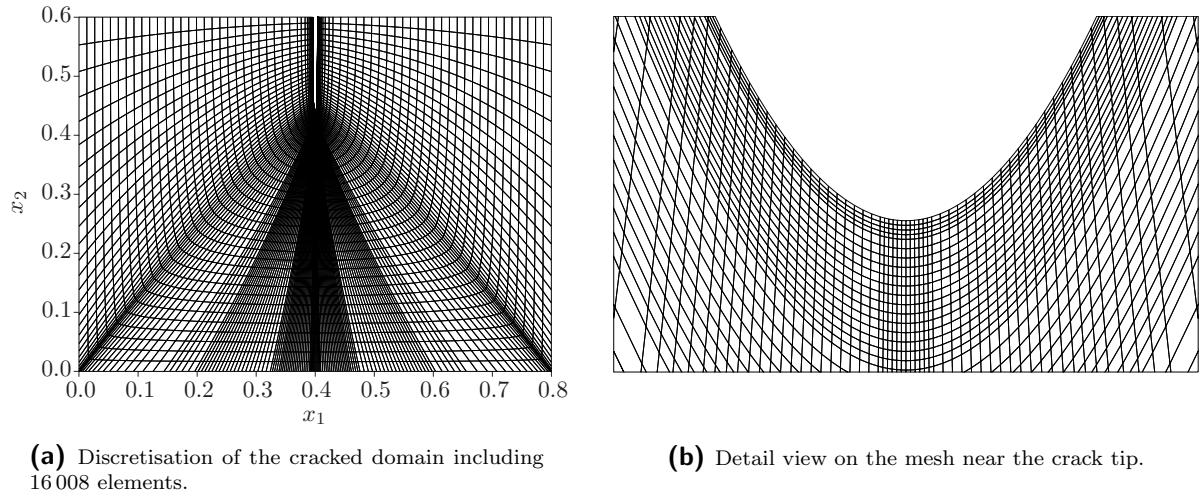 0.6
0.5
0.4
0.3
0.2
0.1
0.0
x2
0.0 0.1 0.2 0.3 0.4 0.5 0.6 0.7 0.8
x1
(a) Discretisation of the cracked domain including
16 008 elements.
(b) Detail view on the mesh near the crack tip.